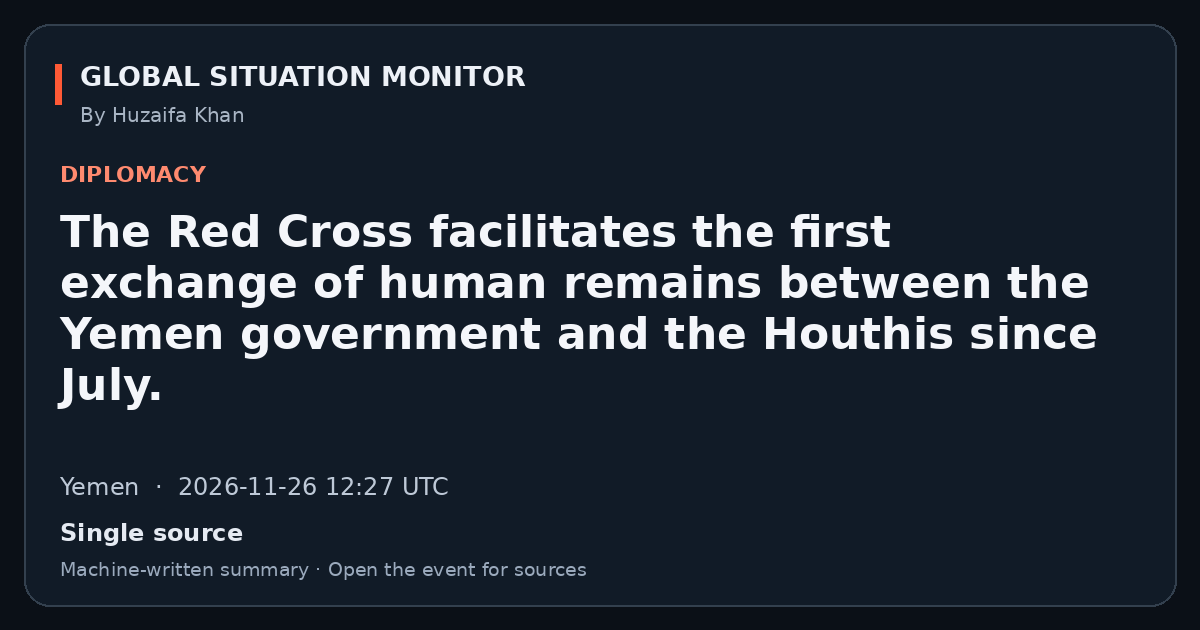 GLOBAL SITUATION MONITOR
By Huzaifa Khan
DIPLOMACY
The Red Cross facilitates the first
exchange of human remains between the
Yemen government and the Houthis since
July.
Yemen · 2026-11-26 12:27 UTC
Single source
Machine-written summary · Open the event for sources